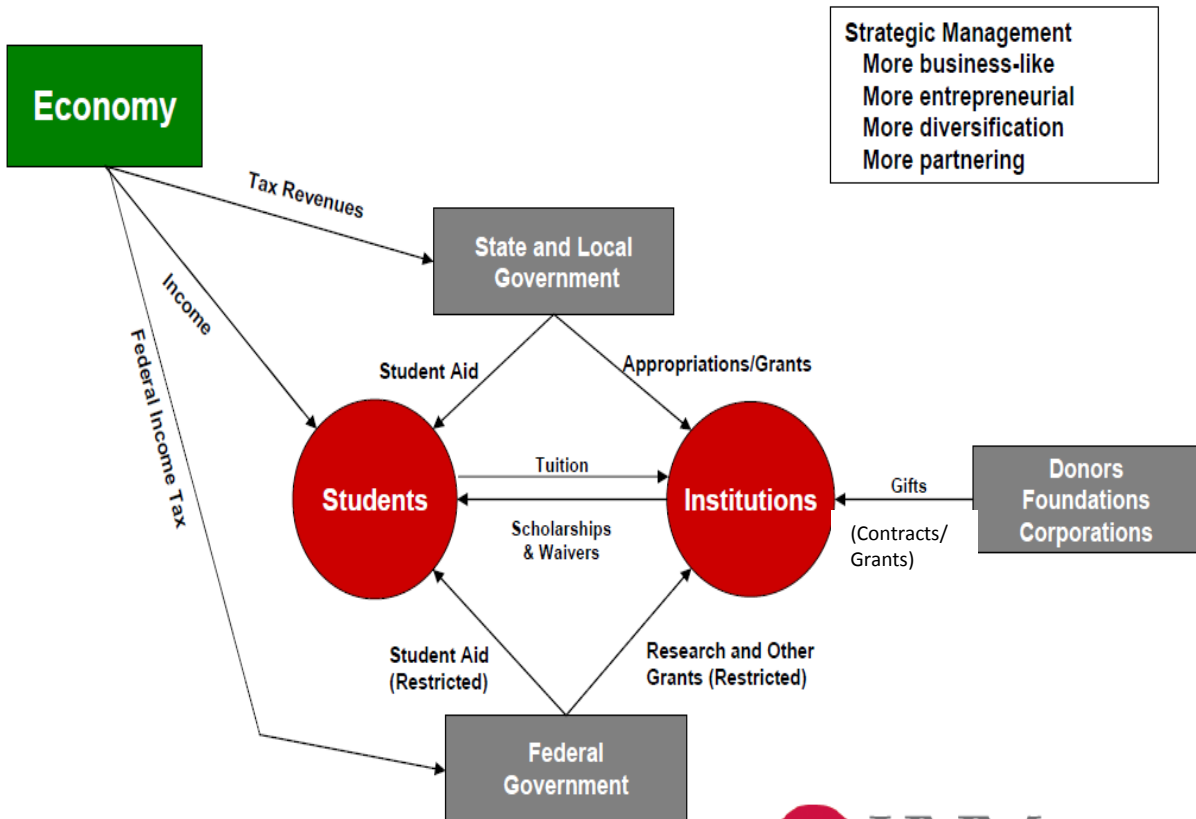 Strategic Management
More business-like
More entrepreneurial
More diversification
More partnering
Economy
Tax Revenues
State and Local
Government
Income
Federal Income Tax
Student Aid
Appropriations/Grants
Students
Tuition
Institutions
Scholarships
& Waivers
Gifts
(Contracts/
Grants)
Donors
Foundations
Corporations
Student Aid
(Restricted)
Research and Other
Grants (Restricted)
Federal
Government